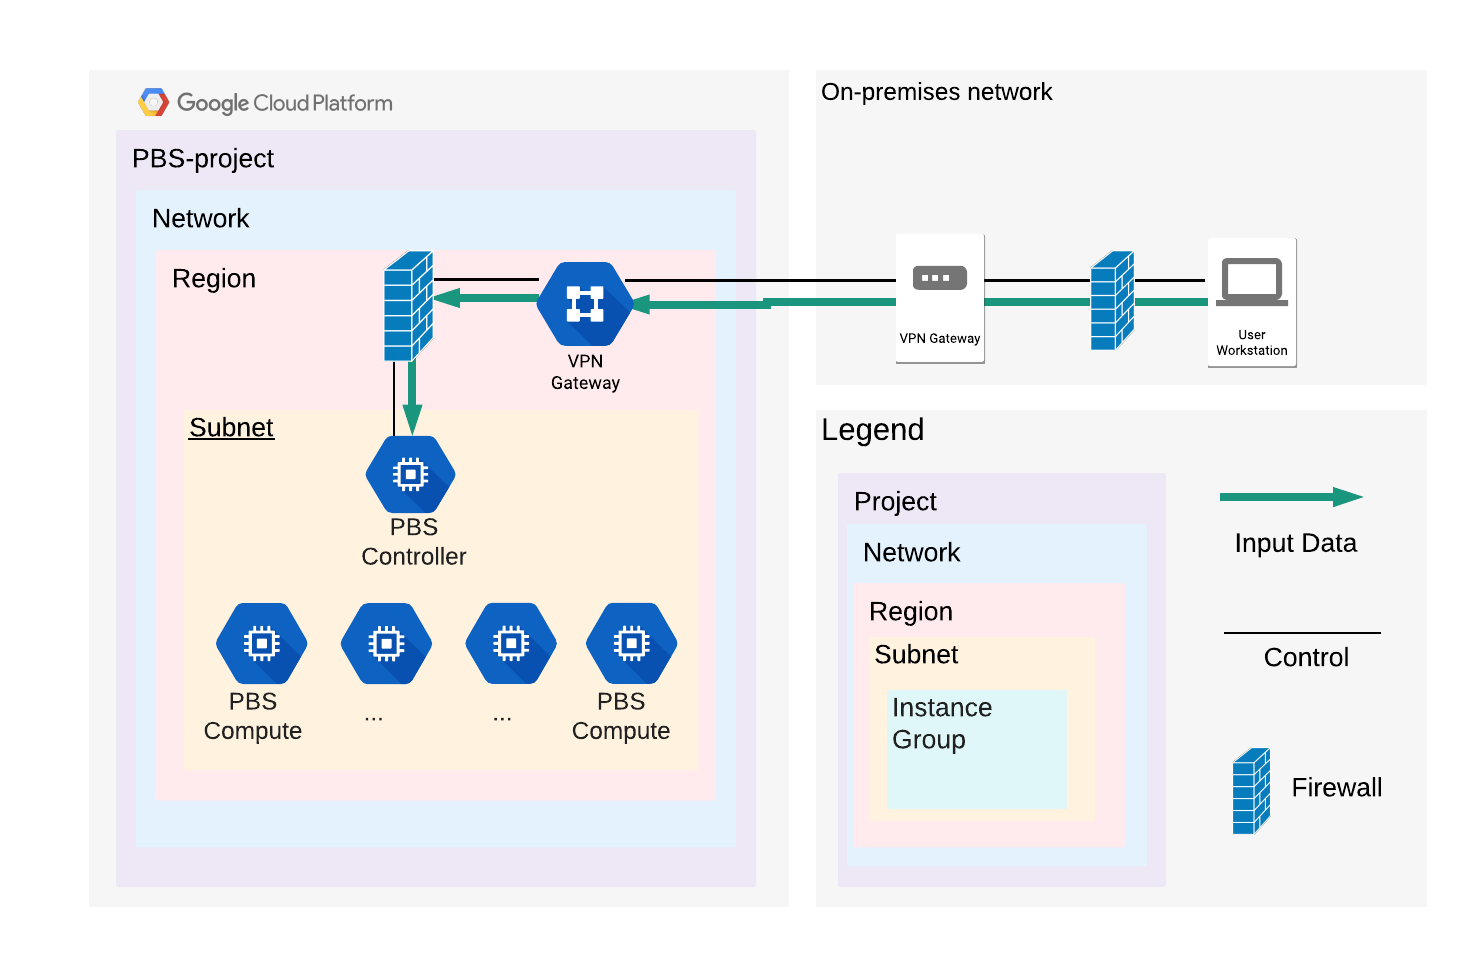 Google Cloud Platform
PBS-project
Network
Region
VPN
Gateway
Subnet
PBS
Controller
PBS
Compute
...
...
PBS
Compute
On-premises network
VPN Gateway
User
Workstation
Legend
Project
Network
Region
Subnet
Instance
Group
Input Data
Control
Firewall